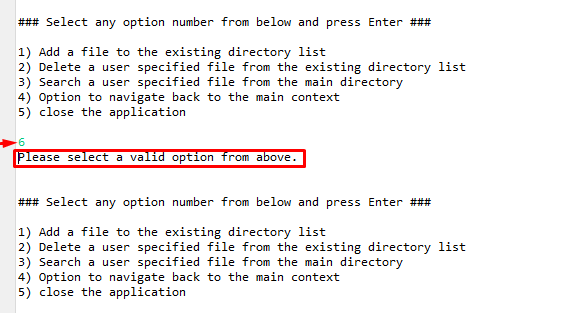 ### Select any option number from below and press Enter ###
1) Add a file to the existing directory list
2) Delete a user specified file from the existing directory list
3) Search a user specified file from the main directory
4) Option to navigate back to the main context
5) close the application
6
Please select a valid option from above.
### Select any option number from below and press Enter ###
1) Add a file to the existing directory list
2) Delete a user specified file from the existing directory list
3) Search a user specified file from the main directory
4) Option to navigate back to the main context
5) close the application